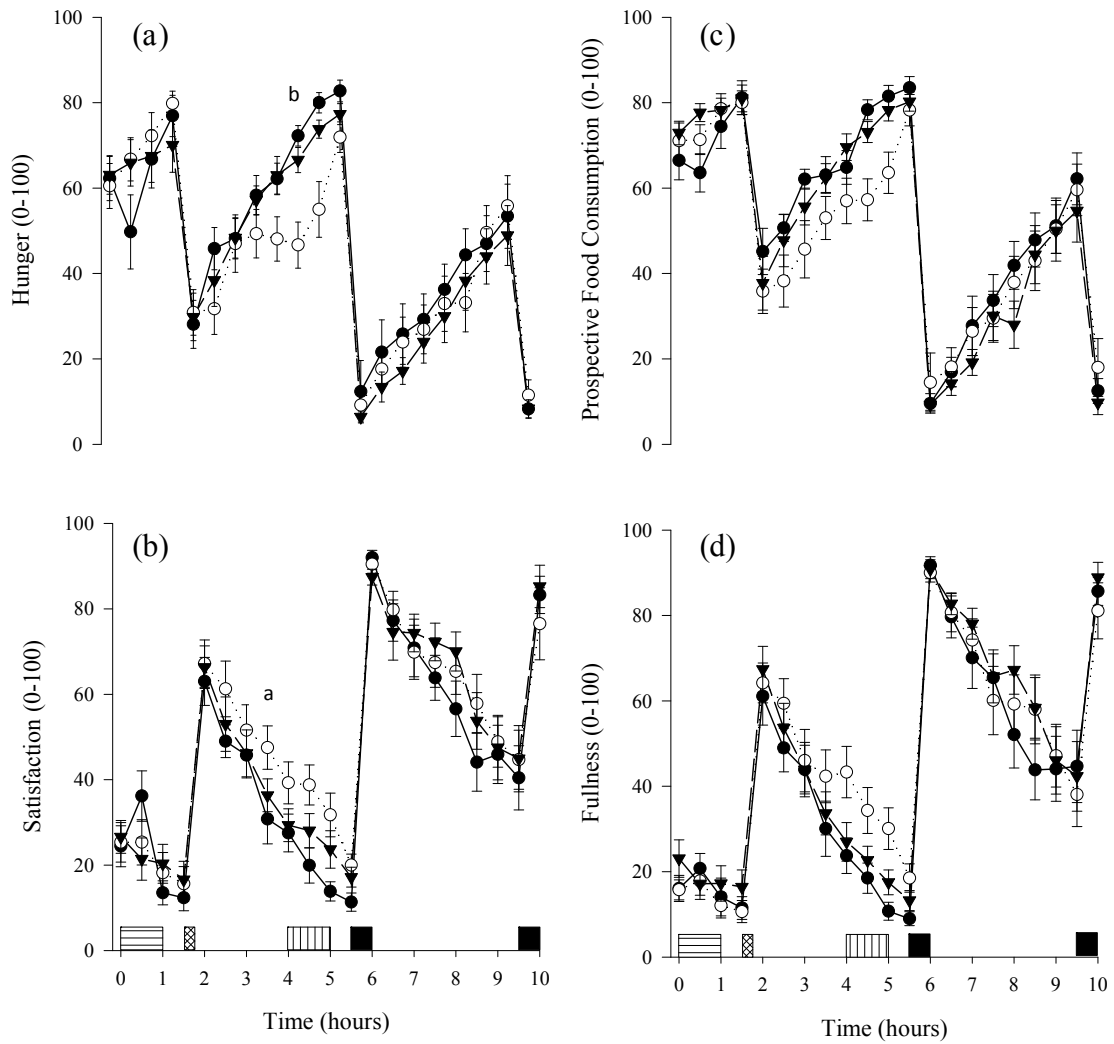 (a)
b
Hunger (0-100)
100
80
60
40
20
0
(c)
Prospective Food Consumption (0-100)
100
80
60
40
20
0
(b)
a
Satisfaction (0-100)
100
80
60
40
20
0
0 1 2 3 4 5 6 7 8 9 10
Time (hours)
(d)
Fullness (0-100)
100
80
60
40
20
0
0 1 2 3 4 5 6 7 8 9 10
Time (hours)